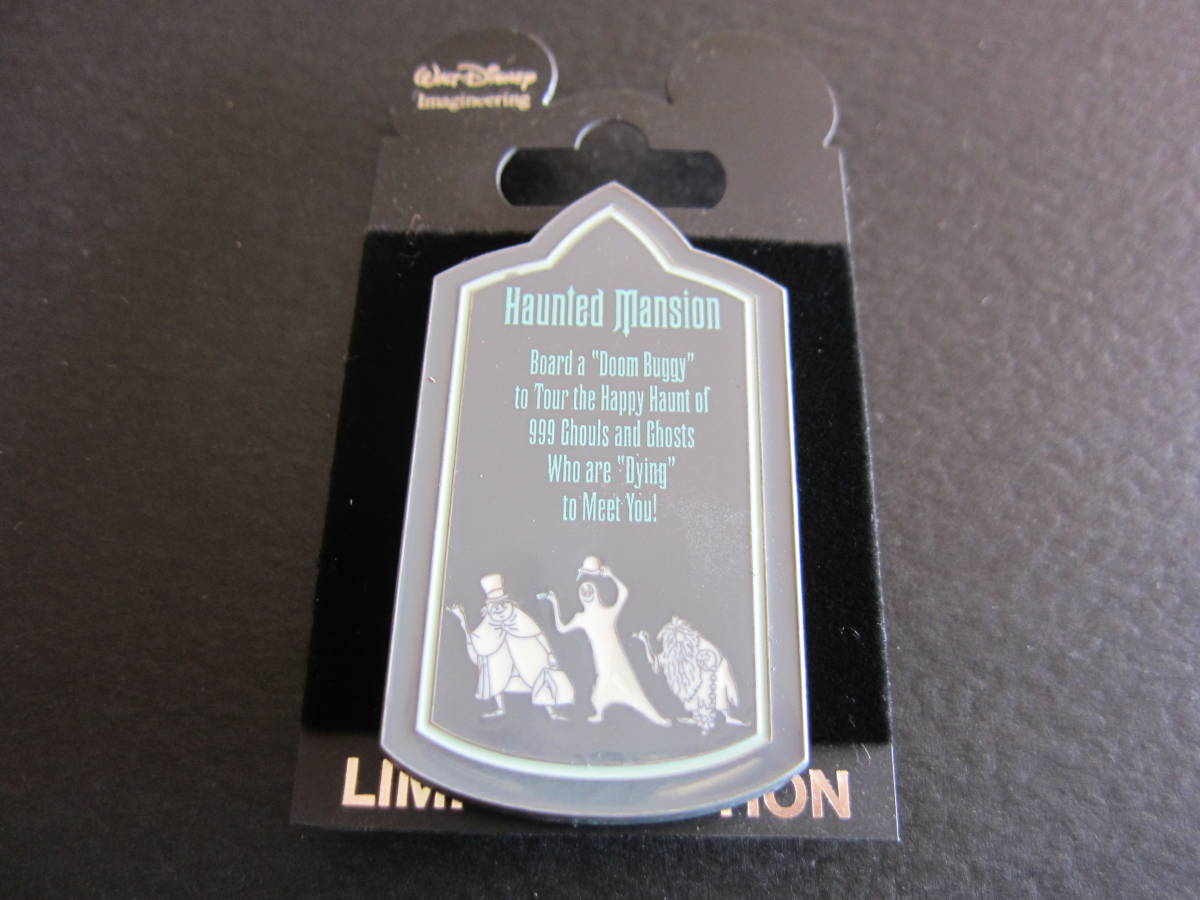 Walt Disney
Imagineering
Haunted Mansion
Board a "Doom Buggy"
to Tour the Happy Haunt of
999 Ghouls and Ghosts
Who are "Dying"
to Meet You!